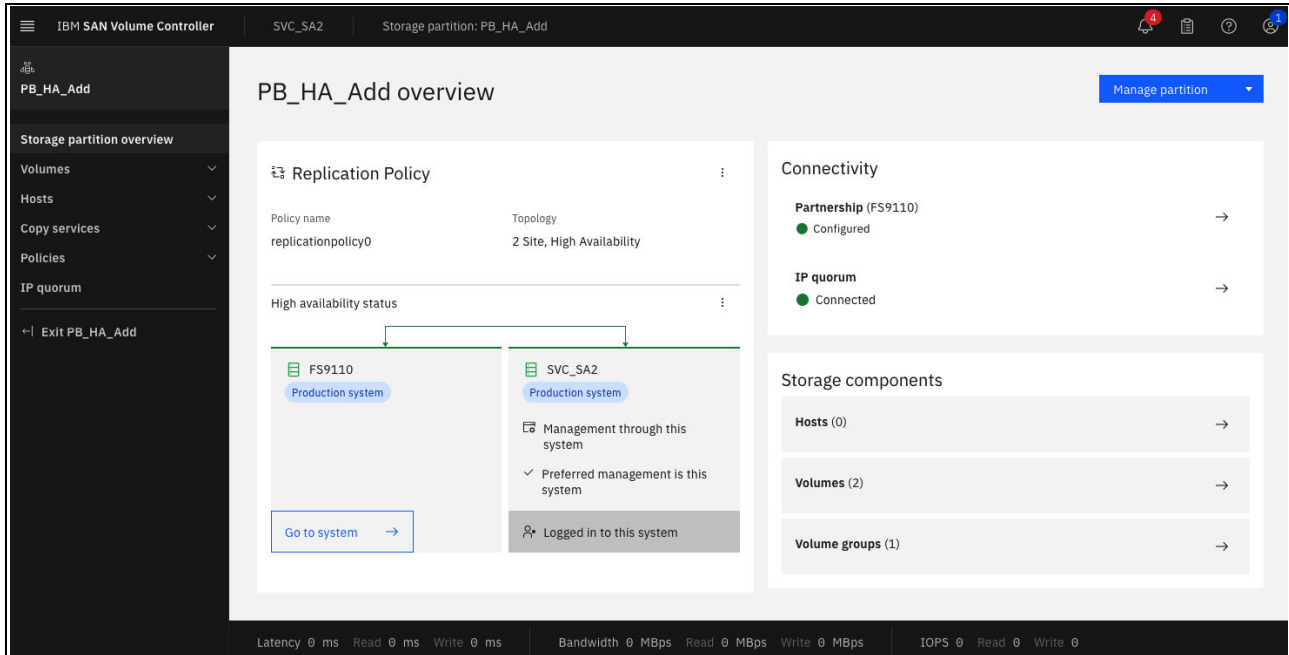 IBM SAN Volume Controller
SVC_SA2
Storage partition: PB_HA_Add
4
1
PB_HA_Add
Storage partition overview
Volumes
Hosts
Copy services
Policies
IP quorum
Exit PB_HA_Add
PB_HA_Add overview
Manage partition
Replication Policy
Policy name
replicationpolicy0
Topology
2 Site, High Availability
High availability status
FS9110
Production system
Go to system
SVC_SA2
Production system
Management through this
system
Preferred management is this
system
Logged in to this system
Connectivity
Partnership (FS9110)
Configured
IP quorum
Connected
Storage components
Hosts (0)
Volumes (2)
Volume groups (1)
Latency 0 ms Read 0 ms Write 0 ms
Bandwidth 0 MBps Read 0 MBps Write 0 MBps
IOPS 0 Read 0 Write 0